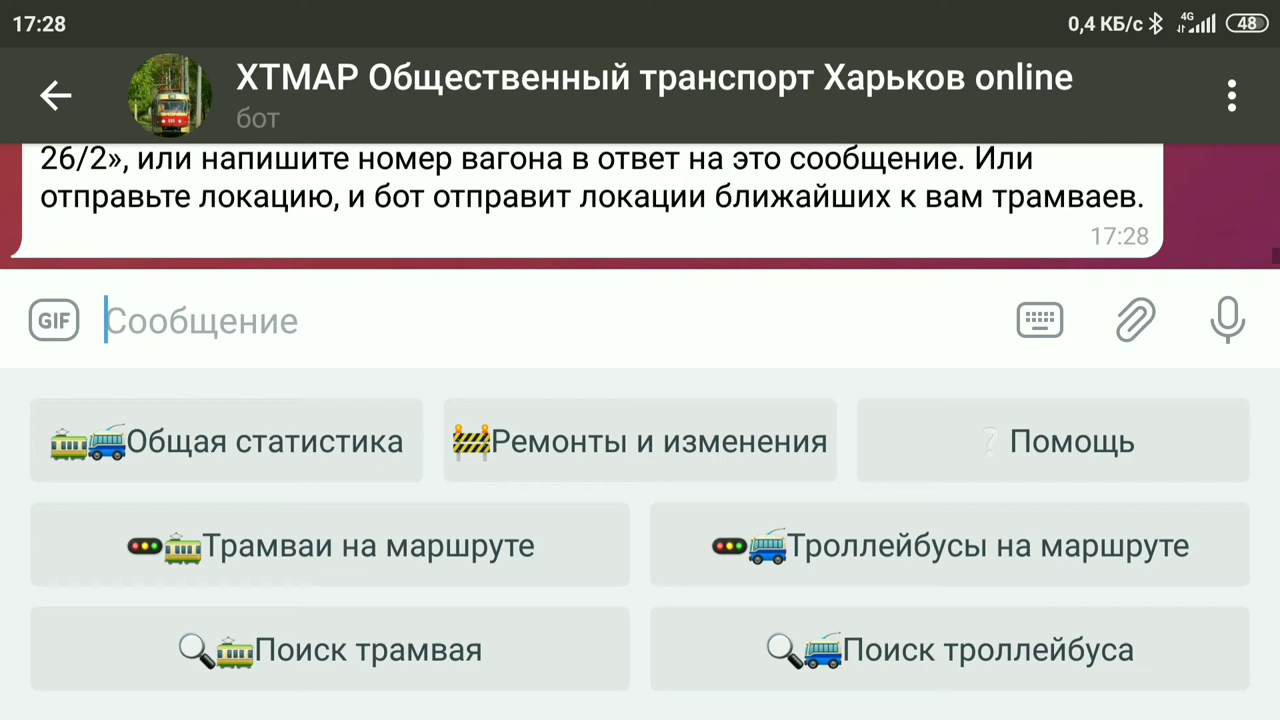 17:28
0,4 КБ/с 4G 48
ХТМАР Общественный транспорт Харьков online
бот
26/2», или напишите номер вагона в ответ на это сообщение. Или
отправьте локацию, и бот отправит локации ближайших к вам трамваев.
17:28
GIF Сообщение
Общая статистика
Ремонты и изменения
Помощь
Трамваи на маршруте
Троллейбусы на маршруте
Поиск трамвая
Поиск троллейбуса